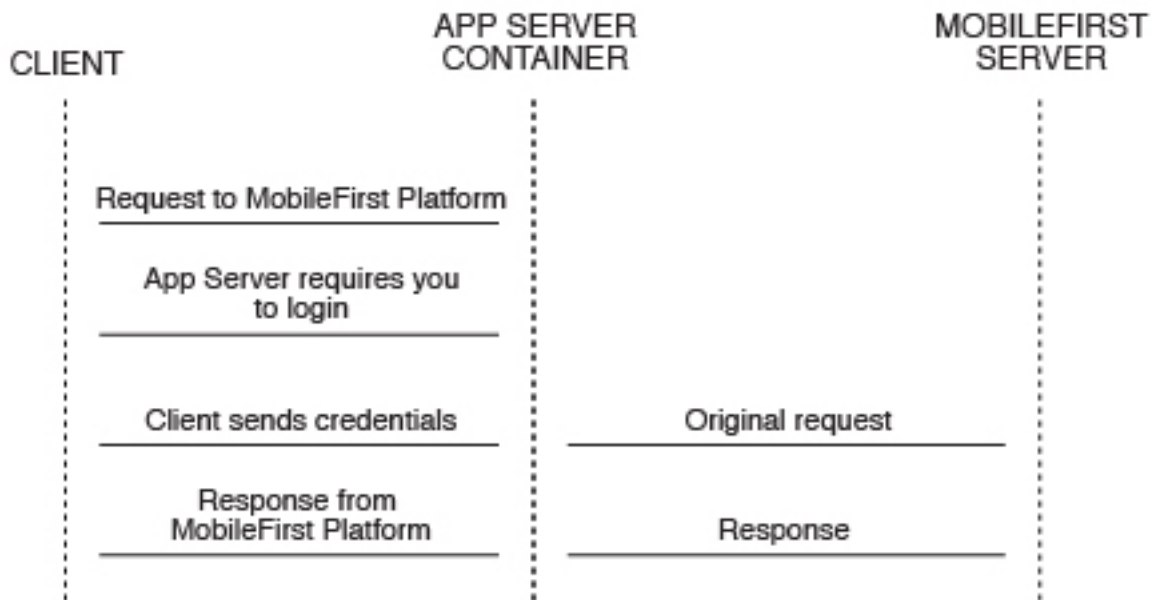 CLIENT
APP SERVER
CONTAINER
MOBILEFIRST
SERVER
Request to MobileFirst Platform
App Server requires you
to login
Client sends credentials
Original request
Response from
MobileFirst Platform
Response